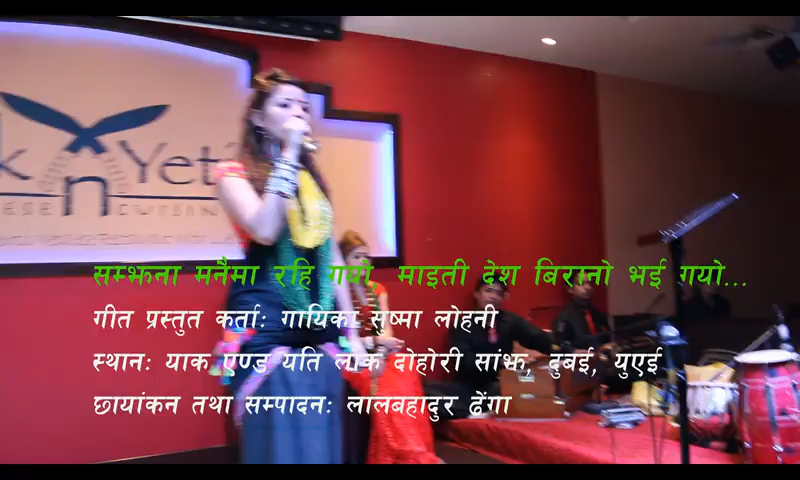 Yeti
n
CUISINE
सम्झना मनैमा रहि गयो, माइती देश बिरानो भई गयो...
गीत प्रस्तुत कर्ताः गायिका सुष्मा लोहनी
स्थानः याक एण्ड यति लोक दोहोरी सांझ, दुबई, युएई
छायांकन तथा सम्पादनः लालबहादुर ढेंगा